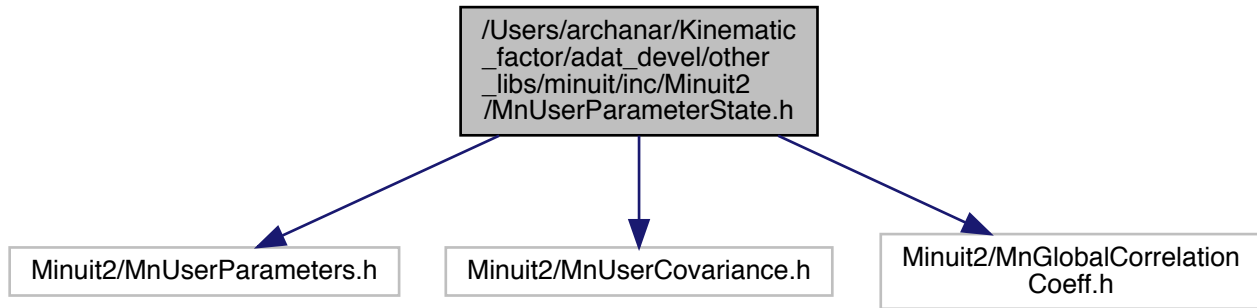 /Users/archanar/Kinematic
_factor/adat_devel/other
_libs/minuit/inc/Minuit2
/MnUserParameterState.h
Minuit2/MnUserParameters.h
Minuit2/MnUserCovariance.h
Minuit2/MnGlobalCorrelation
Coeff.h